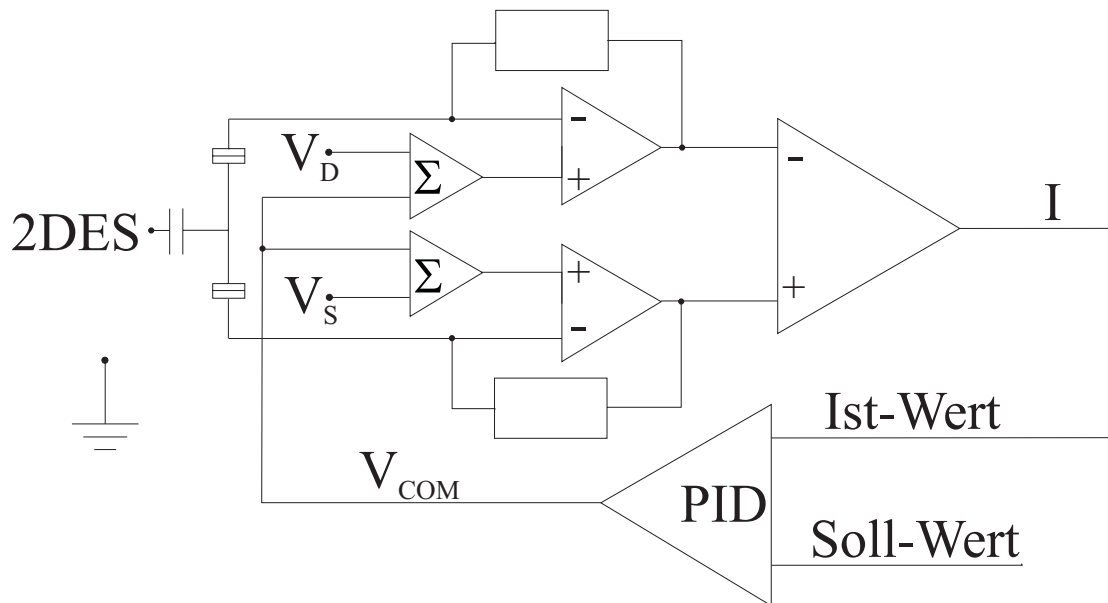 -
V_D
Σ
+
-
2DES
I
Σ
+
+
V_S
-
Ist-Wert
V_COM
PID
Soll-Wert